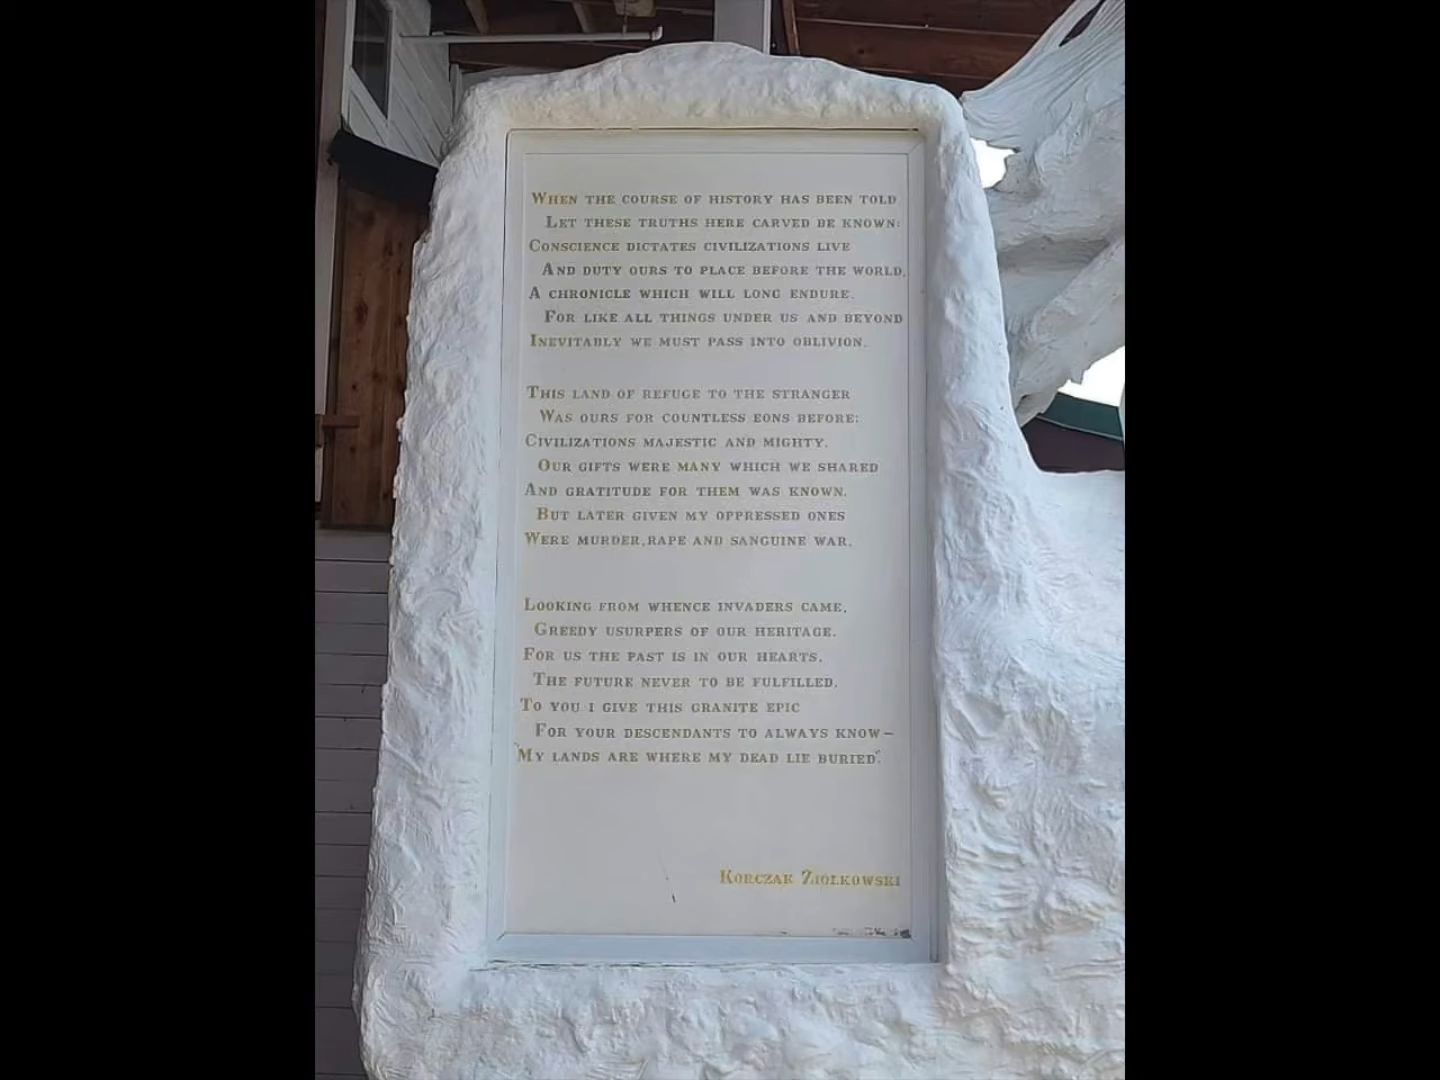 When the course of history has been told
Let these truths here carved be known:
Conscience dictates civilizations live
And duty ours to place before the world,
A chronicle which will long endure.
For like all things under us and beyond
Inevitably we must pass into oblivion.
This land of refuge to the stranger
Was ours for countless eons before:
Civilizations majestic and mighty.
Our gifts were many which we shared
And gratitude for them was known.
But later given my oppressed ones
Were murder, rape and sanguine war.
Looking from whence invaders came,
Greedy usurpers of our heritage.
For us the past is in our hearts,
The future never to be fulfilled.
To you I give this granite epic
For your descendants to always know–
"My lands are where my dead lie buried".
Korczak Ziolkowski